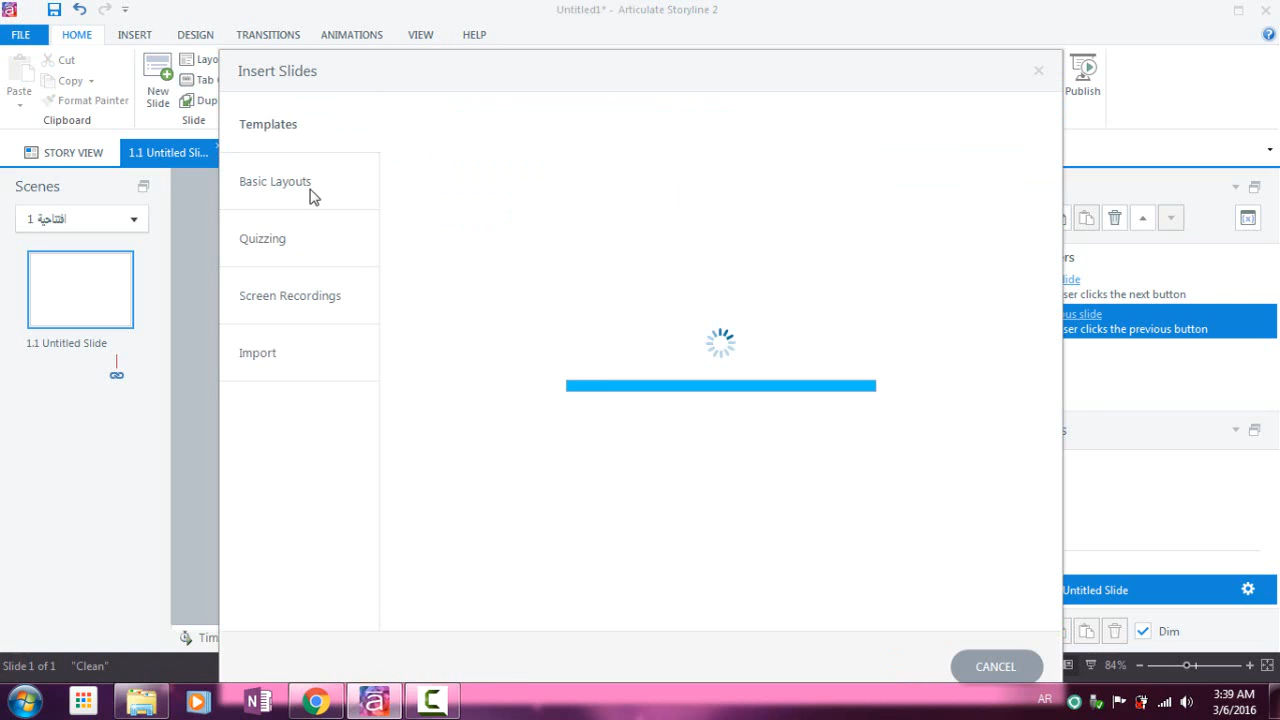 Untitled1* - Articulate Storyline 2
FILE
HOME
INSERT
DESIGN
TRANSITIONS
ANIMATIONS
VIEW
HELP
Paste
Cut
Copy
Format Painter
Clipboard
New
Slide
Slide
Publish
STORY VIEW
1.1 Untitled Sli...
Scenes
1 افتتاحية
1.1 Untitled Slide
Insert Slides
Templates
Basic Layouts
Quizzing
Screen Recordings
Import
CANCEL
ser clicks the next button
us slide
ser clicks the previous button
Untitled Slide
Dim
Slide 1 of 1
"Clean"
84%
AR
3:39 AM
3/6/2016